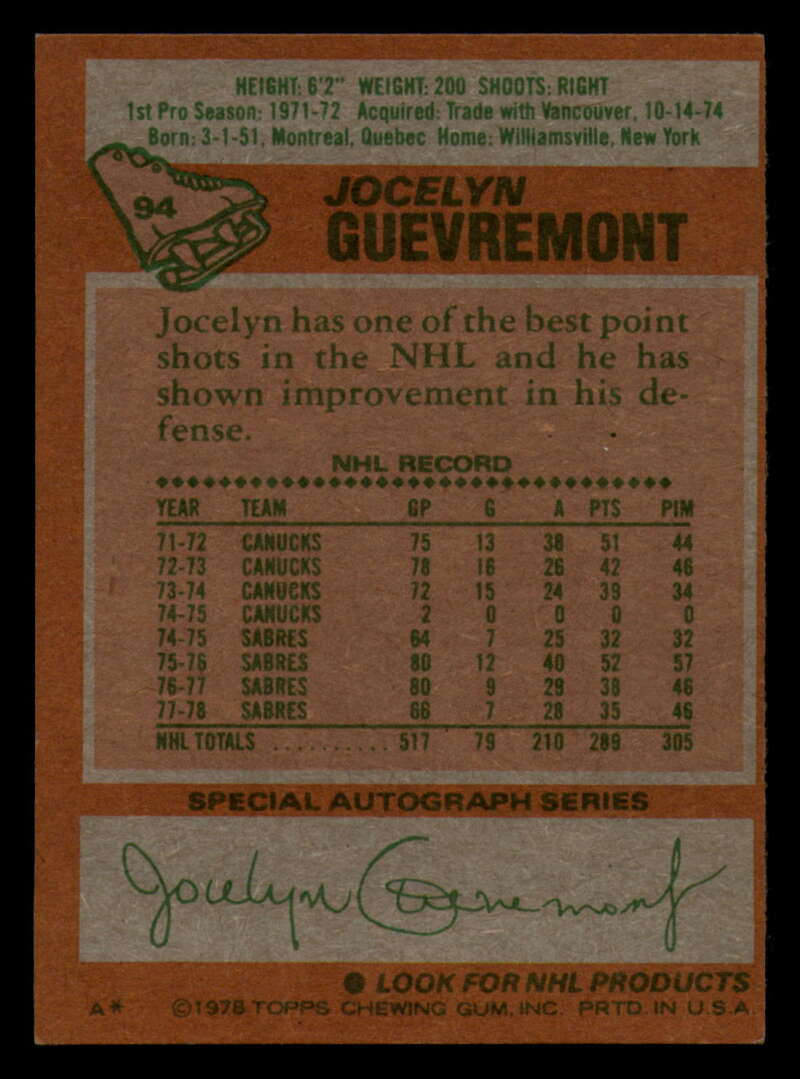 HEIGHT: 6'2" WEIGHT: 200 SHOOTS: RIGHT
1st Pro Season: 1971-72 Acquired: Trade with Vancouver, 10-14-74
Born: 3-1-51, Montreal, Quebec Home: Williamsville, New York
94
JOCELYN
GUEVREMONT
Jocelyn has one of the best point
shots in the NHL and he has
shown improvement in his de-
fense.
NHL RECORD
YEAR TEAM GP G A PTS PIM
71-72 CANUCKS 75 13 38 51 44
72-73 CANUCKS 78 16 26 42 46
73-74 CANUCKS 72 15 24 39 34
74-75 CANUCKS 2 0 0 0 0
74-75 SABRES 64 7 25 32 32
75-76 SABRES 80 12 40 52 57
76-77 SABRES 80 9 29 38 46
77-78 SABRES 66 7 28 35 46
NHL TOTALS .......... 517 79 210 289 305
SPECIAL AUTOGRAPH SERIES
Jocelyn Guevremont
● LOOK FOR NHL PRODUCTS
A* ©1978 TOPPS CHEWING GUM, INC. PRTD. IN U.S.A.